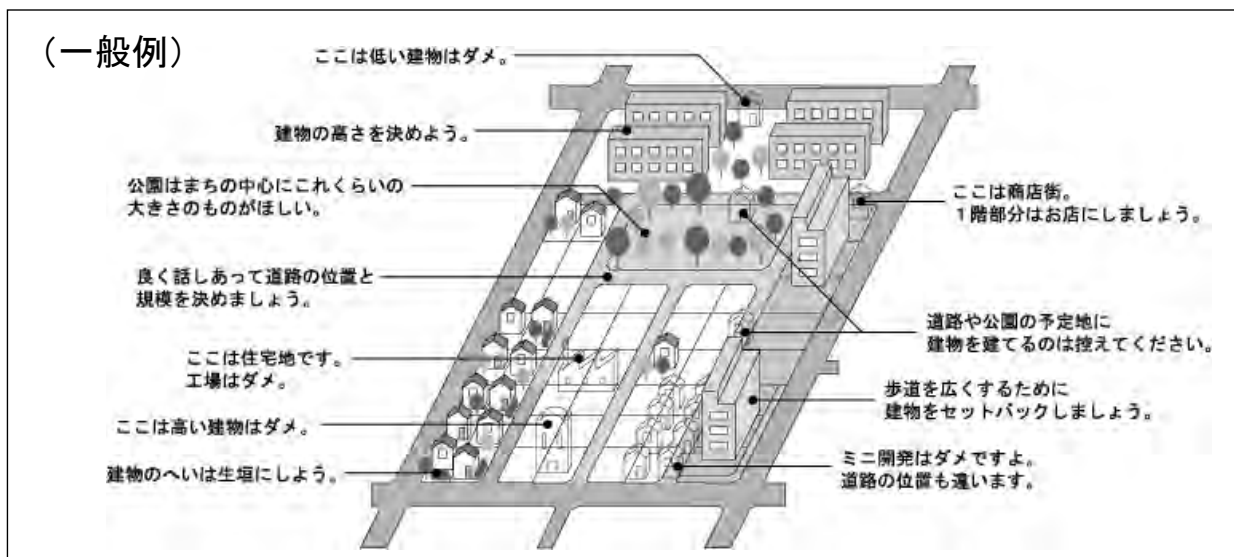 (一般例)
ここは低い建物はダメ。
建物の高さを決めよう。
公園はまちの中心にこれくらいの
大きさのものがほしい。
良く話しあって道路の位置と
規模を決めましょう。
ここは住宅地です。
工場はダメ。
ここは高い建物はダメ。
建物のへいは生垣にしよう。
ここは商店街。
1階部分はお店にしましょう。
道路や公園の予定地に
建物を建てるのは控えてください。
歩道を広くするために
建物をセットバックしましょう。
ミニ開発はダメですよ。
道路の位置も違います。